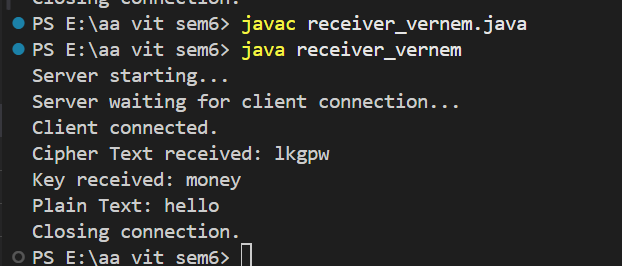 Closing connection.
PS E:\aa vit sem6> javac receiver_vernem.java
PS E:\aa vit sem6> java receiver_vernem
Server starting...
Server waiting for client connection...
Client connected.
Cipher Text received: lkgpw
Key received: money
Plain Text: hello
Closing connection.
PS E:\aa vit sem6>